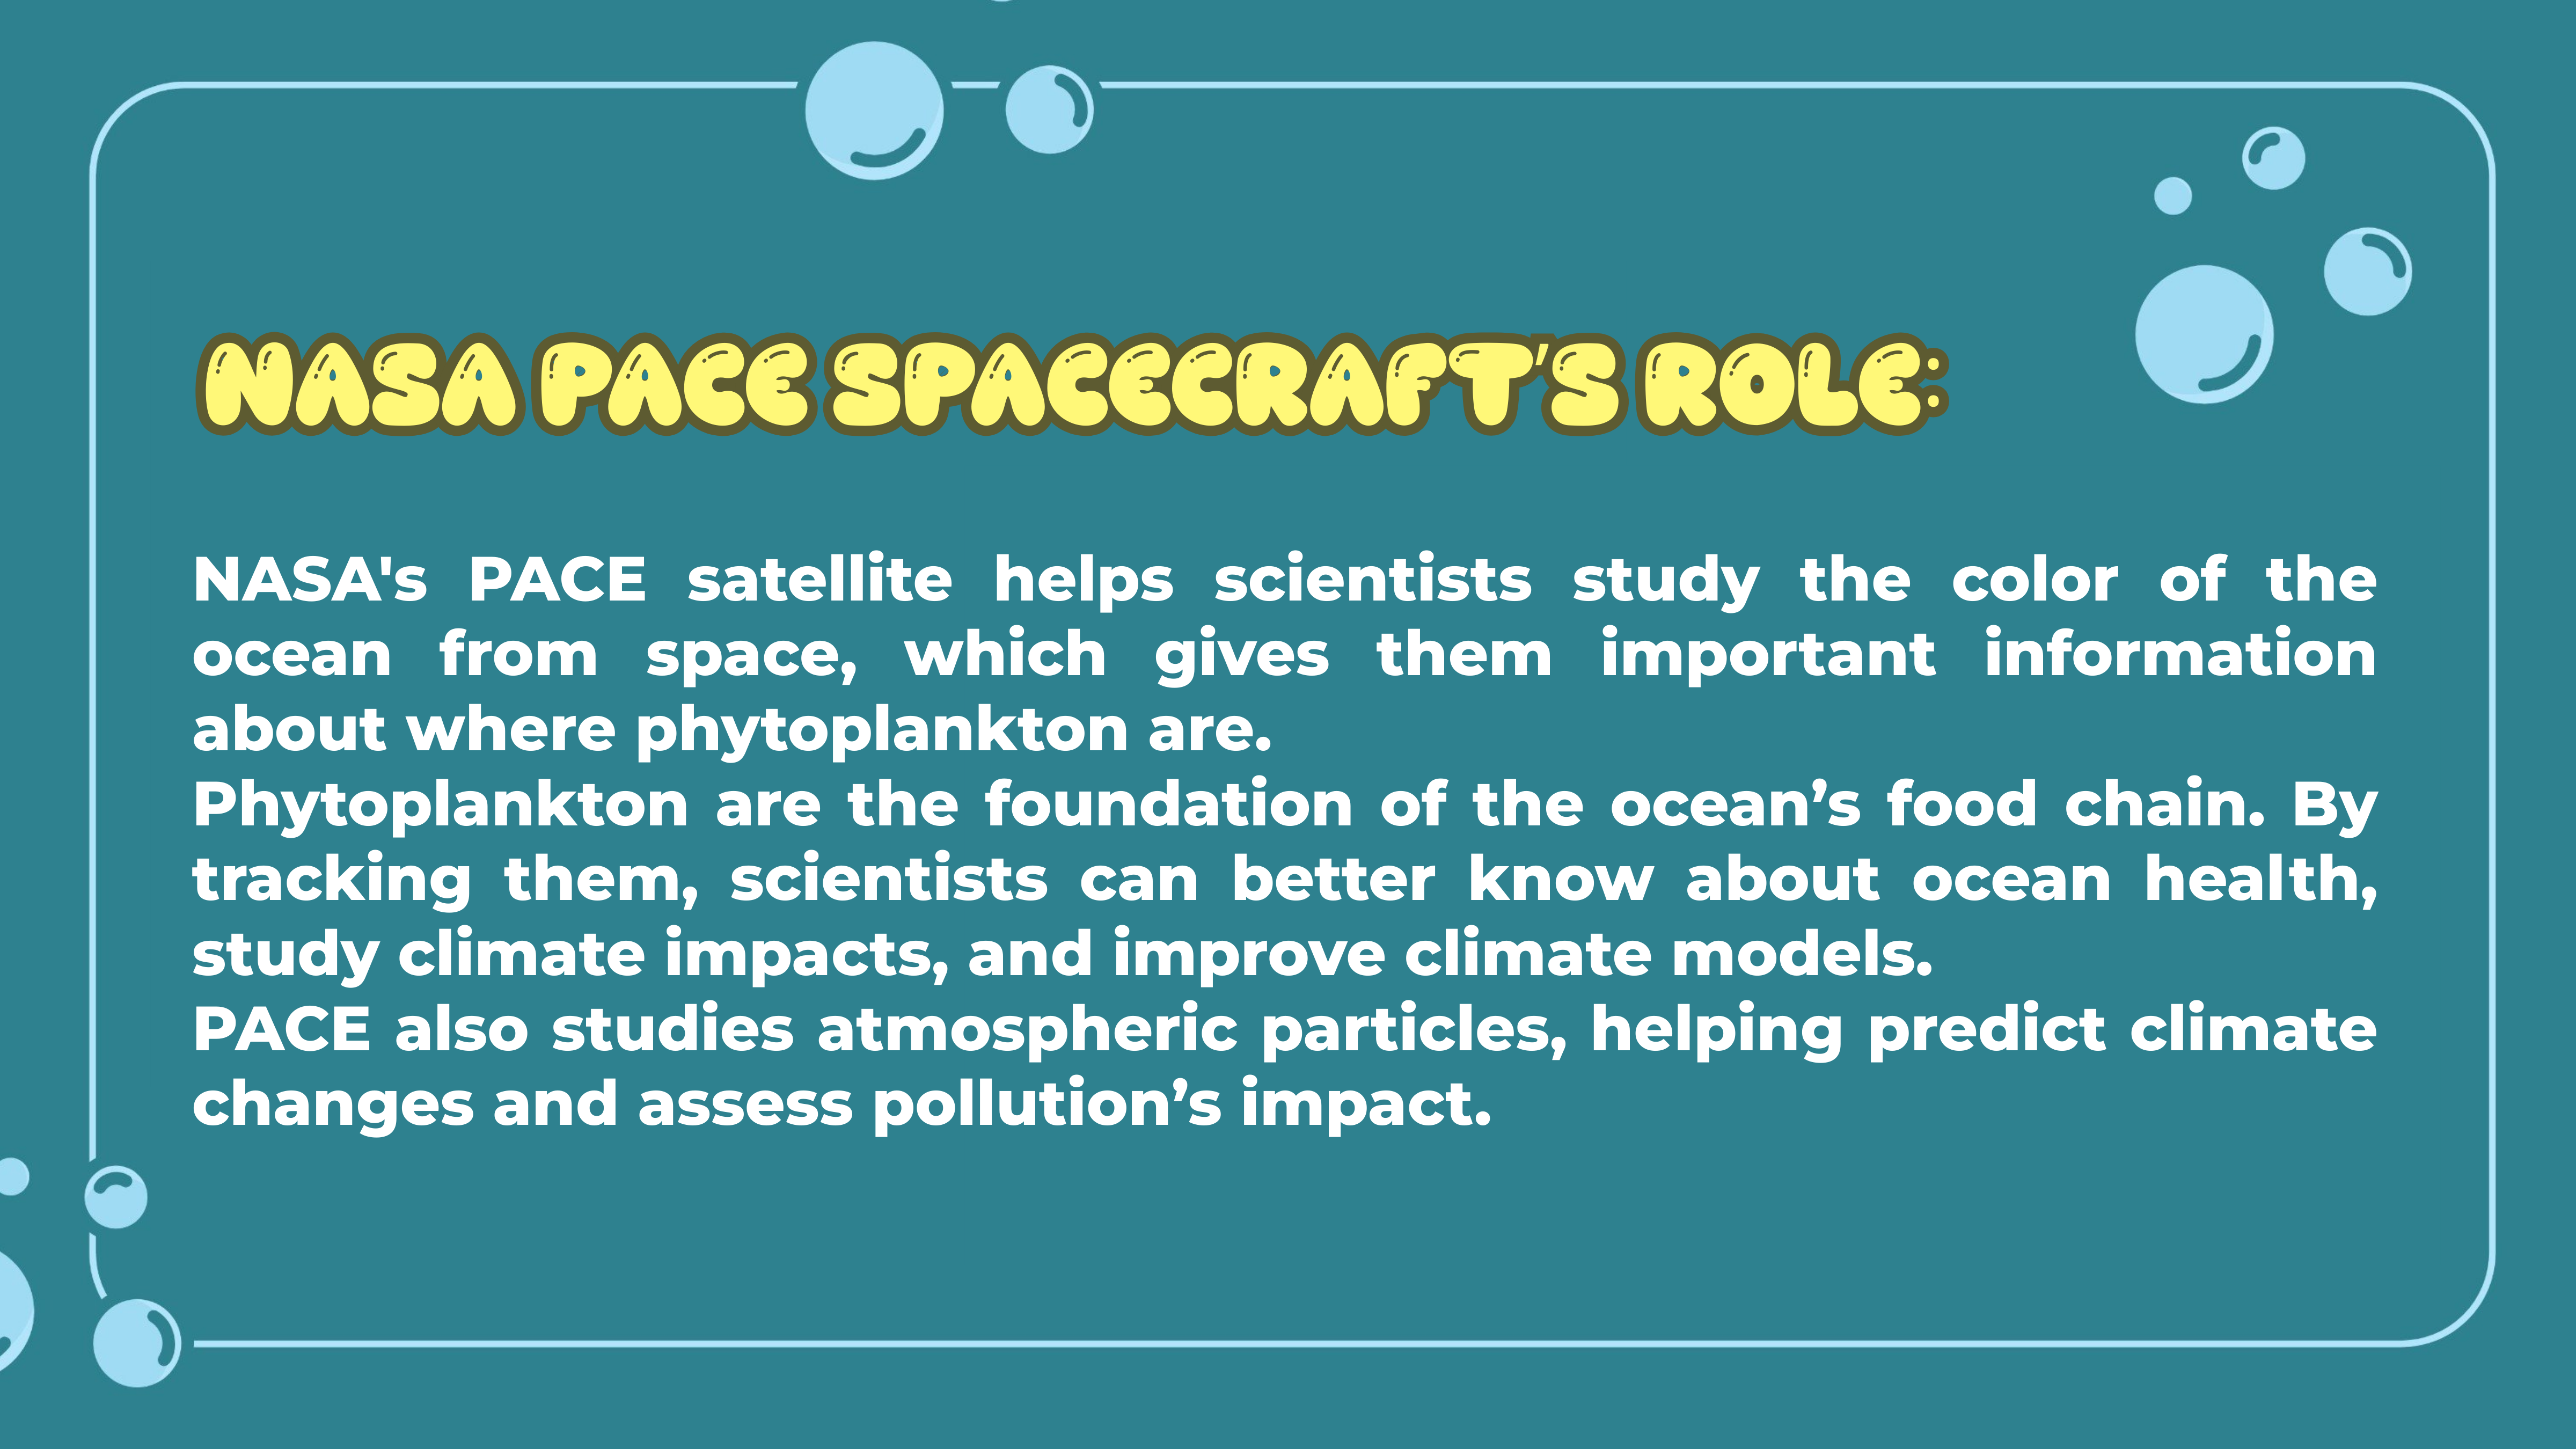 NASA PACE SPACECRAFT'S ROLE:
NASA's PACE satellite helps scientists study the color of the
ocean from space, which gives them important information
about where phytoplankton are.
Phytoplankton are the foundation of the ocean’s food chain. By
tracking them, scientists can better know about ocean health,
study climate impacts, and improve climate models.
PACE also studies atmospheric particles, helping predict climate
changes and assess pollution’s impact.